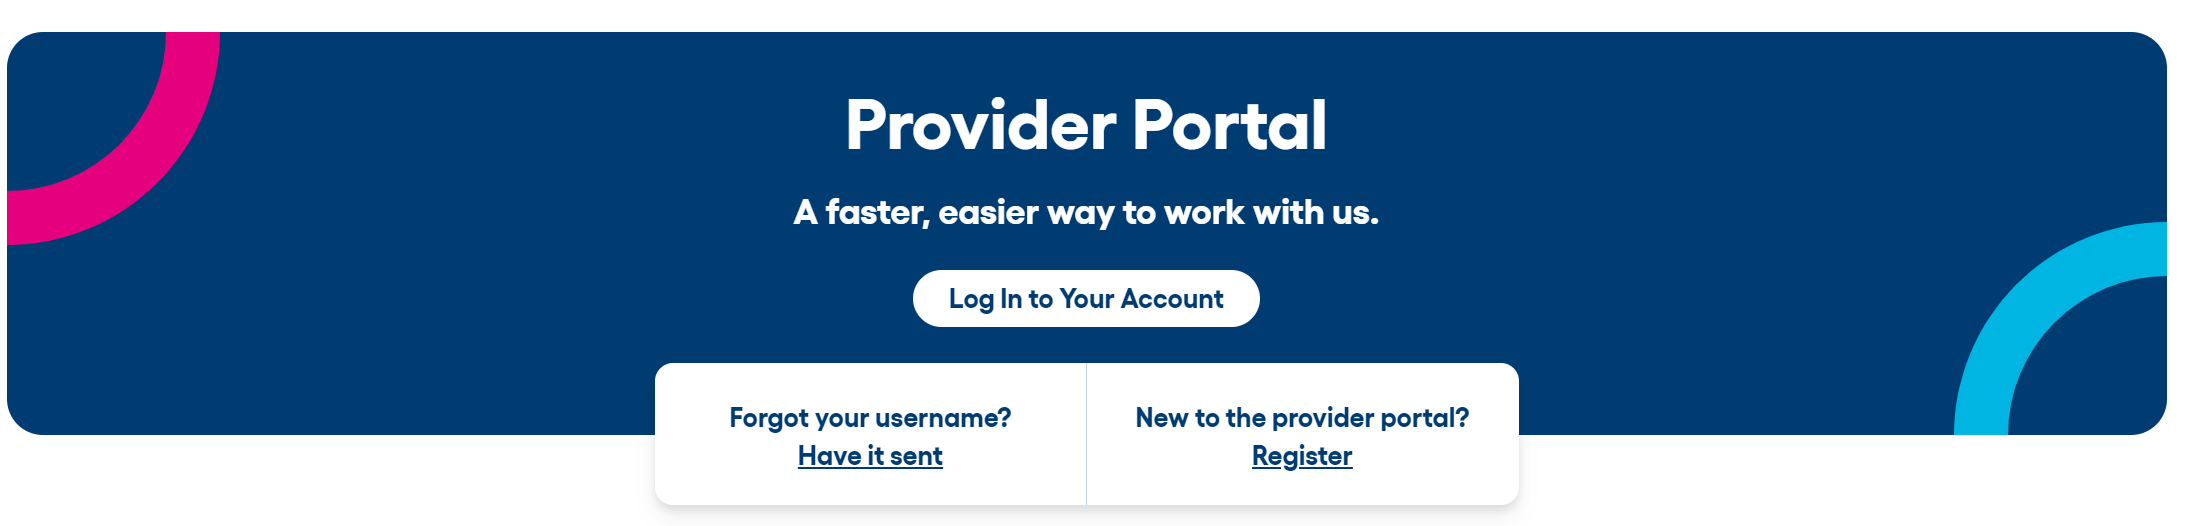 Provider Portal
A faster, easier way to work with us.
Log In to Your Account
Forgot your username?
Have it sent
New to the provider portal?
Register